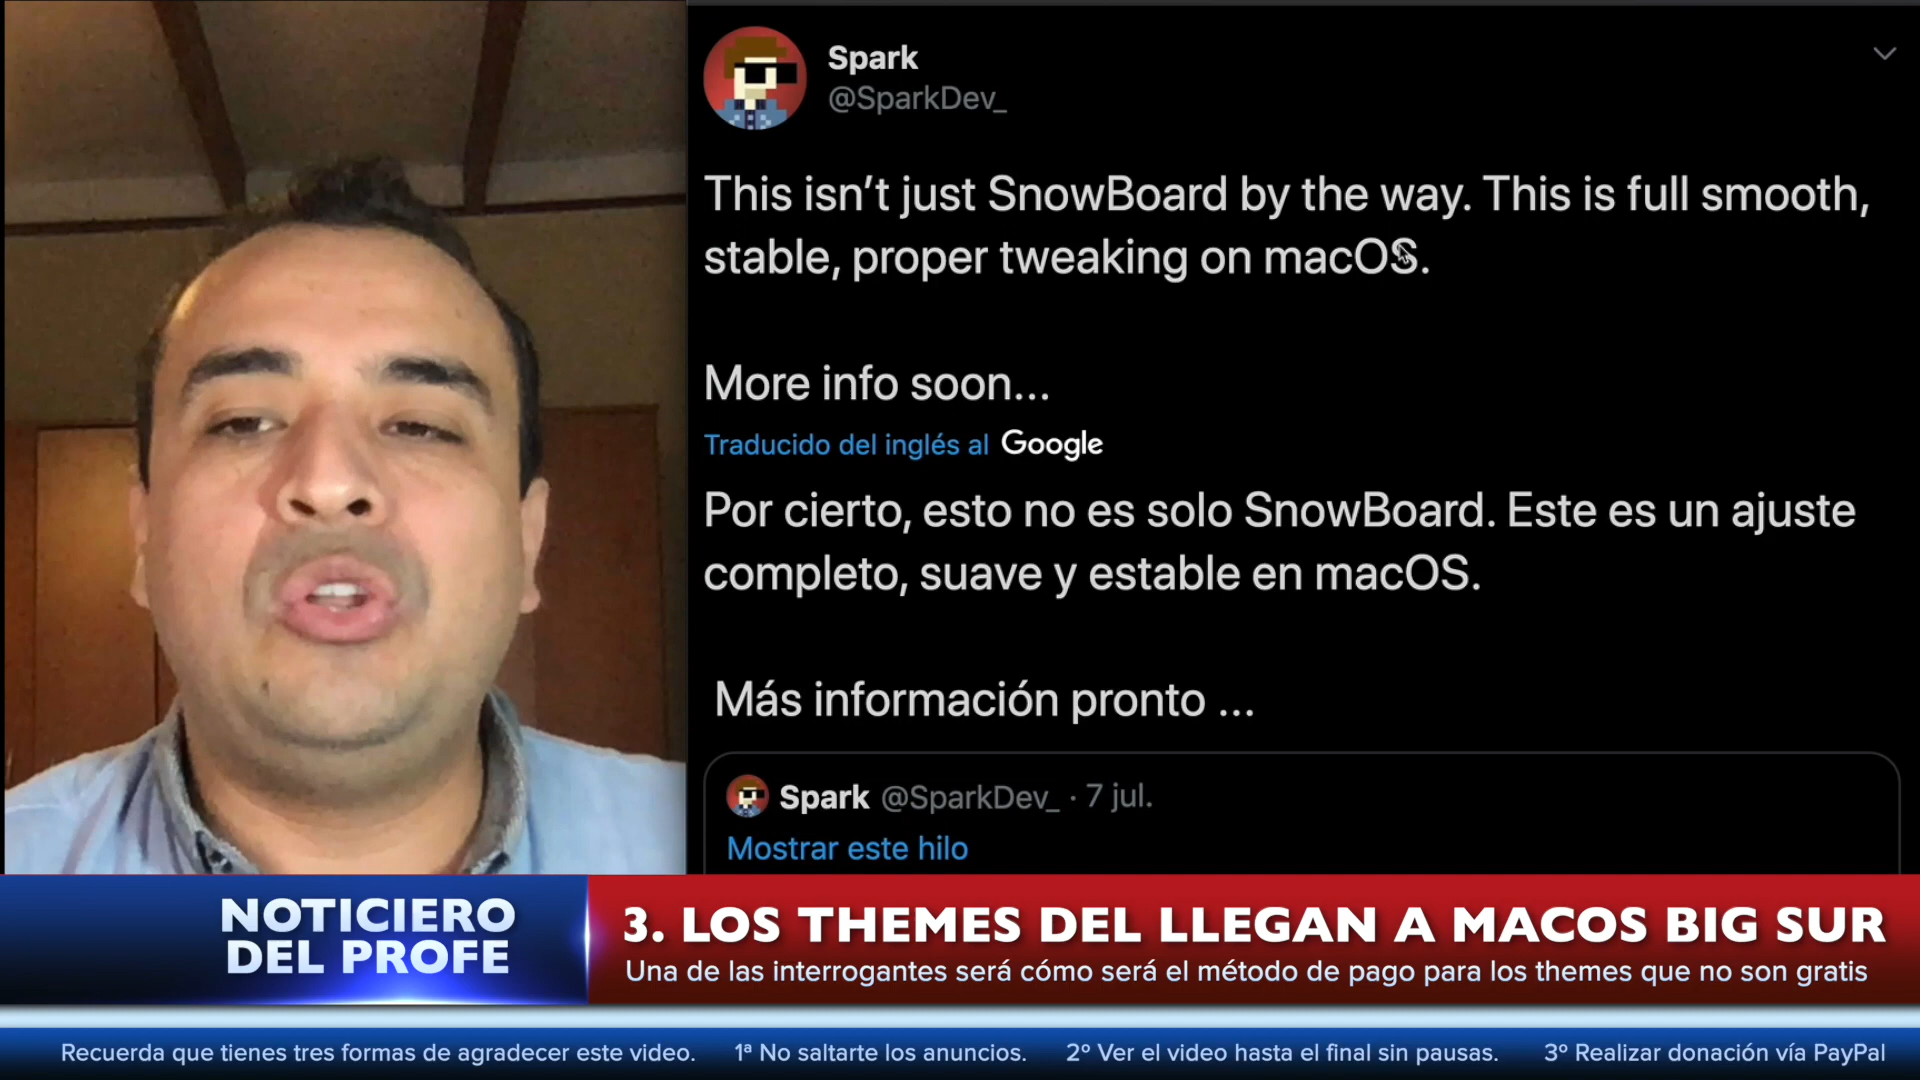 Spark
@SparkDev_
This isn’t just SnowBoard by the way. This is full smooth,
stable, proper tweaking on macOS.
More info soon...
Traducido del inglés al Google
Por cierto, esto no es solo SnowBoard. Este es un ajuste
completo, suave y estable en macOS.
Más información pronto ...
Spark @SparkDev_ · 7 jul.
Mostrar este hilo
NOTICIERO
DEL PROFE
3. LOS THEMES DEL LLEGAN A MACOS BIG SUR
Una de las interrogantes será cómo será el método de pago para los themes que no son gratis
Recuerda que tienes tres formas de agradecer este video. 1ª No saltarte los anuncios. 2º Ver el video hasta el final sin pausas. 3º Realizar donación vía PayPal